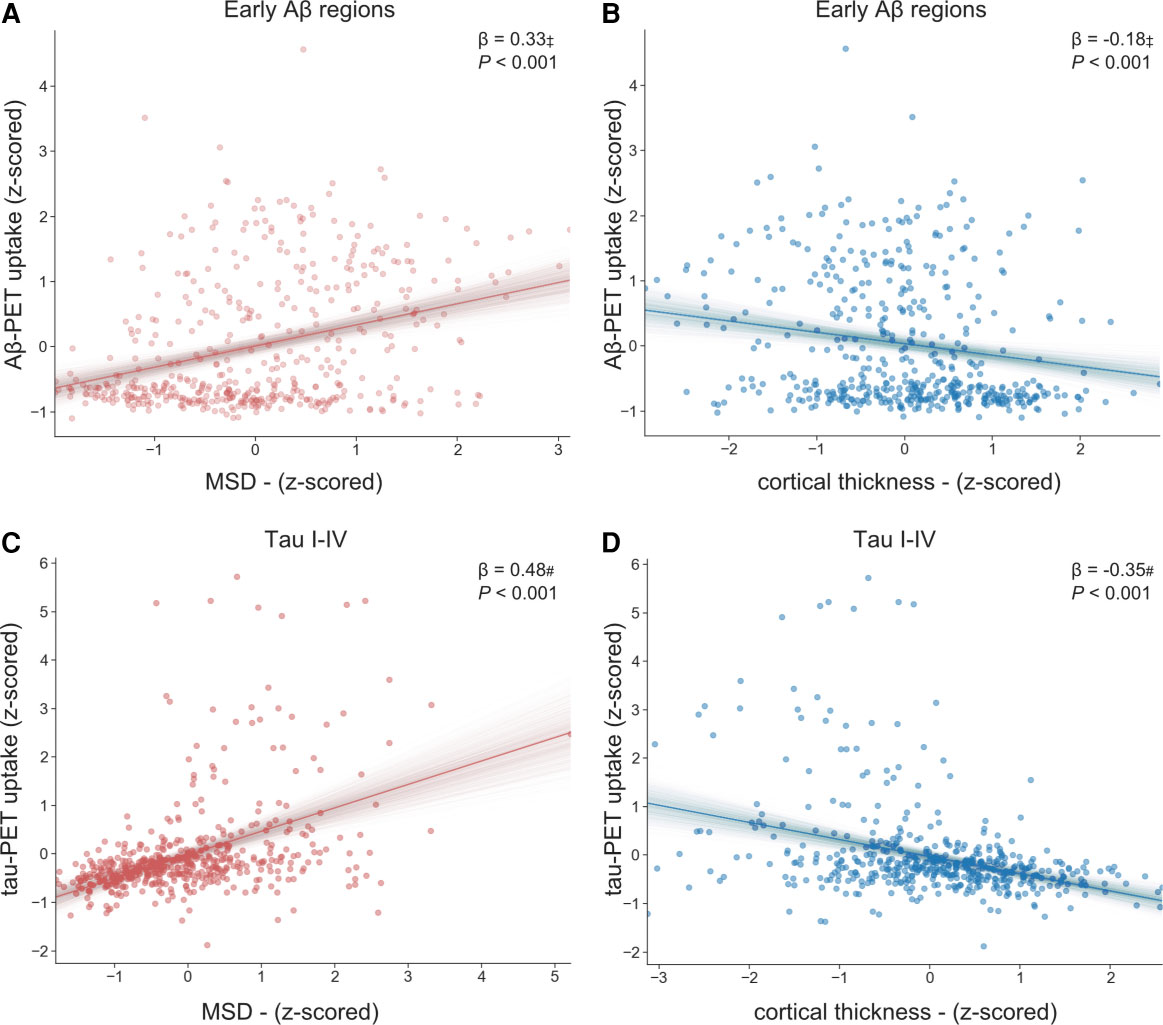 A
Early Aβ regions
β = 0.33‡
P < 0.001
Aβ-PET uptake (z-scored)
4
3
2
1
0
−1
−1
0
1
2
3
MSD - (z-scored)
B
Early Aβ regions
β = -0.18‡
P < 0.001
Aβ-PET uptake (z-scored)
4
3
2
1
0
−1
−2
−1
0
1
2
cortical thickness - (z-scored)
C
Tau I-IV
β = 0.48#
P < 0.001
tau-PET uptake (z-scored)
6
5
4
3
2
1
0
−1
−2
−1
0
1
2
3
4
5
MSD - (z-scored)
D
Tau I-IV
β = -0.35#
P < 0.001
tau-PET uptake (z-scored)
6
5
4
3
2
1
0
−1
−2
−3
−2
−1
0
1
2
cortical thickness - (z-scored)